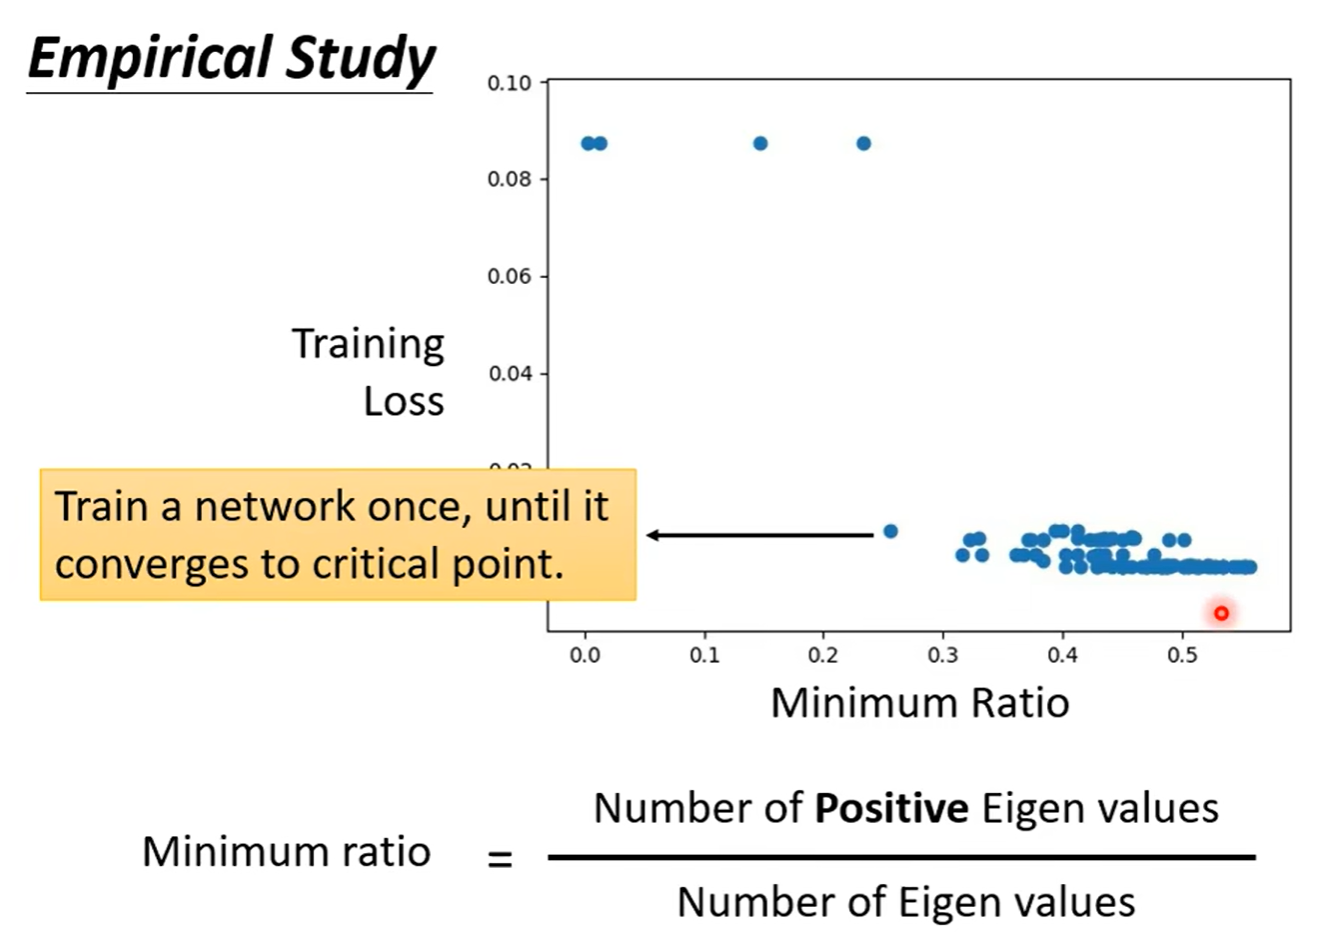 Empirical Study
0.10
0.08
0.06
Training
Loss
0.04
Train a network once, until it
converges to critical point.
0.0 0.1 0.2 0.3 0.4 0.5
Minimum Ratio
Number of Positive Eigen values
Minimum ratio =
Number of Eigen values